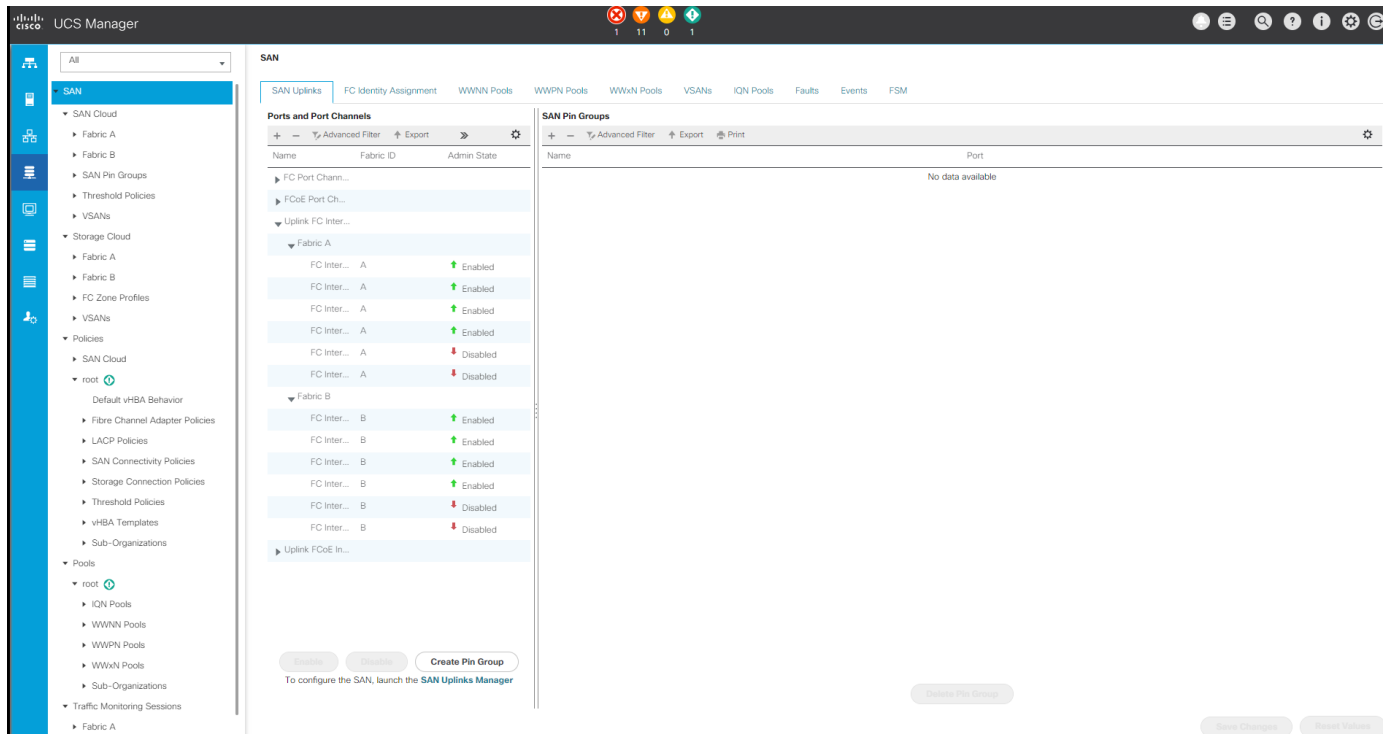 cisco UCS Manager
1 11 0 1
All
SAN
SAN Cloud
Fabric A
Fabric B
SAN Pin Groups
Threshold Policies
VSANs
Storage Cloud
Fabric A
Fabric B
FC Zone Profiles
VSANs
Policies
SAN Cloud
root
Default vHBA Behavior
Fibre Channel Adapter Policies
LACP Policies
SAN Connectivity Policies
Storage Connection Policies
Threshold Policies
vHBA Templates
Sub-Organizations
Pools
root
IQN Pools
WWNN Pools
WWPN Pools
WWxN Pools
Sub-Organizations
Traffic Monitoring Sessions
Fabric A
SAN
SAN Uplinks FC Identity Assignment WWNN Pools WWPN Pools WWxN Pools VSANs IQN Pools Faults Events FSM
Ports and Port Channels
+ − Advanced Filter Export
Name Fabric ID Admin State
FC Port Chann...
FCoE Port Ch...
Uplink FC Inter...
Fabric A
FC Inter... A Enabled
FC Inter... A Enabled
FC Inter... A Enabled
FC Inter... A Enabled
FC Inter... A Disabled
FC Inter... A Disabled
Fabric B
FC Inter... B Enabled
FC Inter... B Enabled
FC Inter... B Enabled
FC Inter... B Enabled
FC Inter... B Disabled
FC Inter... B Disabled
Uplink FCoE In...
Enable Disable Create Pin Group
To configure the SAN, launch the SAN Uplinks Manager
SAN Pin Groups
+ − Advanced Filter Export Print
Name Port
No data available
Delete Pin Group
Save Changes Reset Values